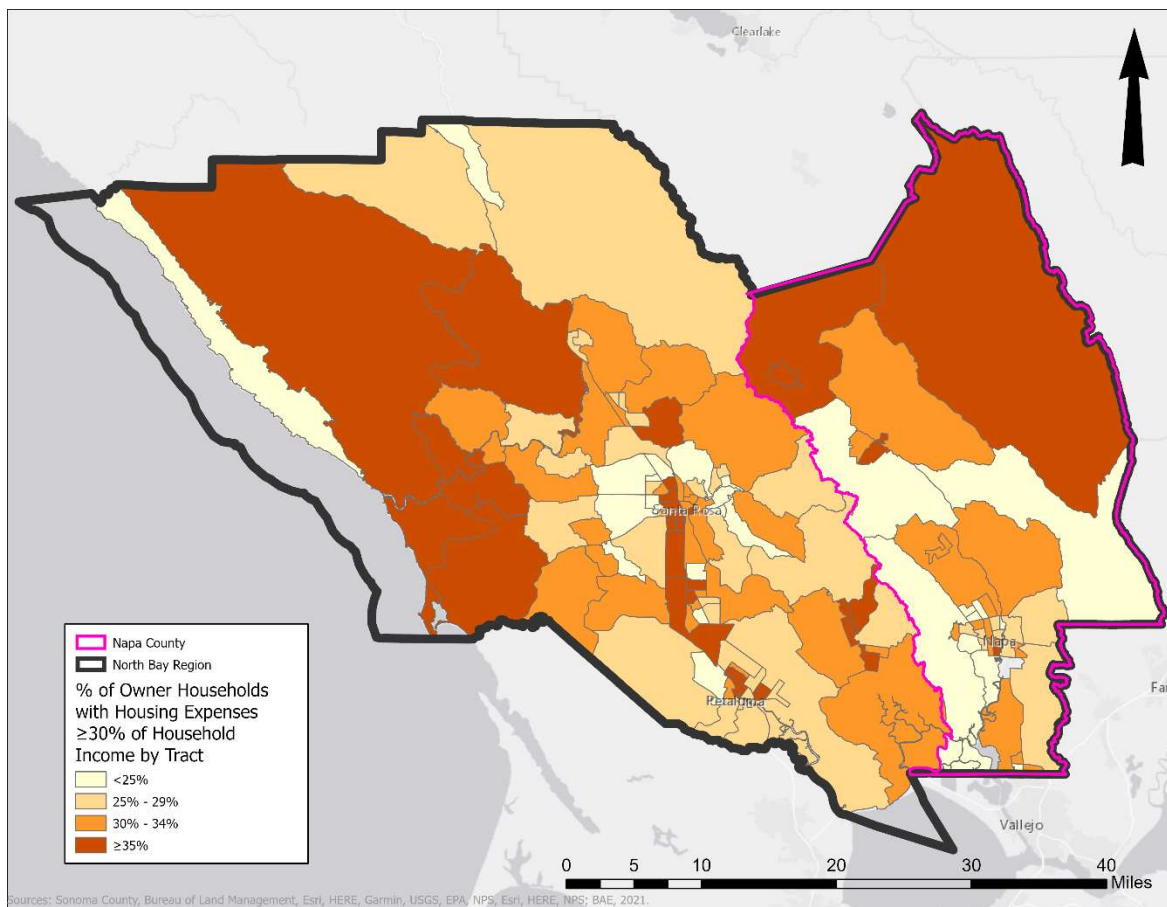 Clearlake
Santa Rosa
Napa
Petaluma
Vallejo
Napa County
North Bay Region
% of Owner Households
with Housing Expenses
≥30% of Household
Income by Tract
<25%
25% - 29%
30% - 34%
≥35%
0 5 10 20 30 40
Miles
Sources: Sonoma County, Bureau of Land Management, Esri, HERE, Garmin, USGS, EPA, NPS, Esri, HERE, NPS; BAE, 2021.